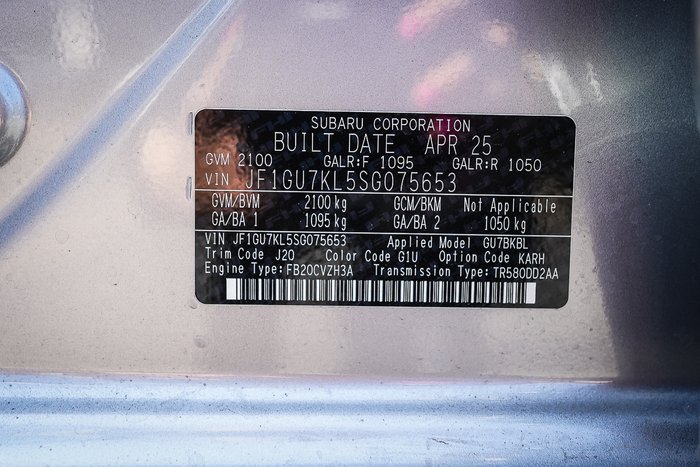 SUBARU CORPORATION
BUILT DATE APR 25
GVM 2100 GALR:F 1095 GALR:R 1050
VIN JF1GU7KL5SG075653
GVM/BVM 2100 kg GCM/BKM Not Applicable
GA/BA 1 1095 kg GA/BA 2 1050 kg
VIN JF1GU7KL5SG075653 Applied Model GU7BKBL
Trim Code J20 Color Code G1U Option Code KARH
Engine Type:FB20CVZH3A Transmission Type:TR580DD2AA